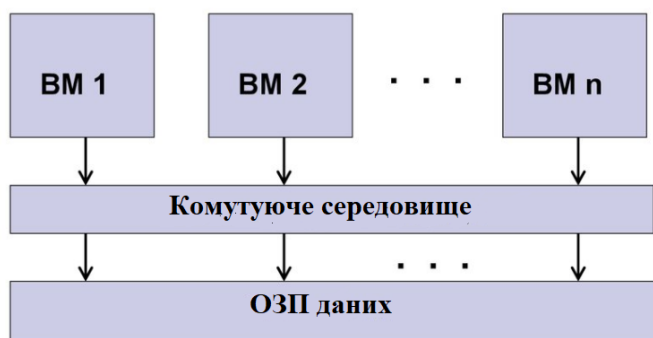 ВМ 1 ВМ 2 . . . ВМ n
Комутуюче середовище
. . .
ОЗП даних